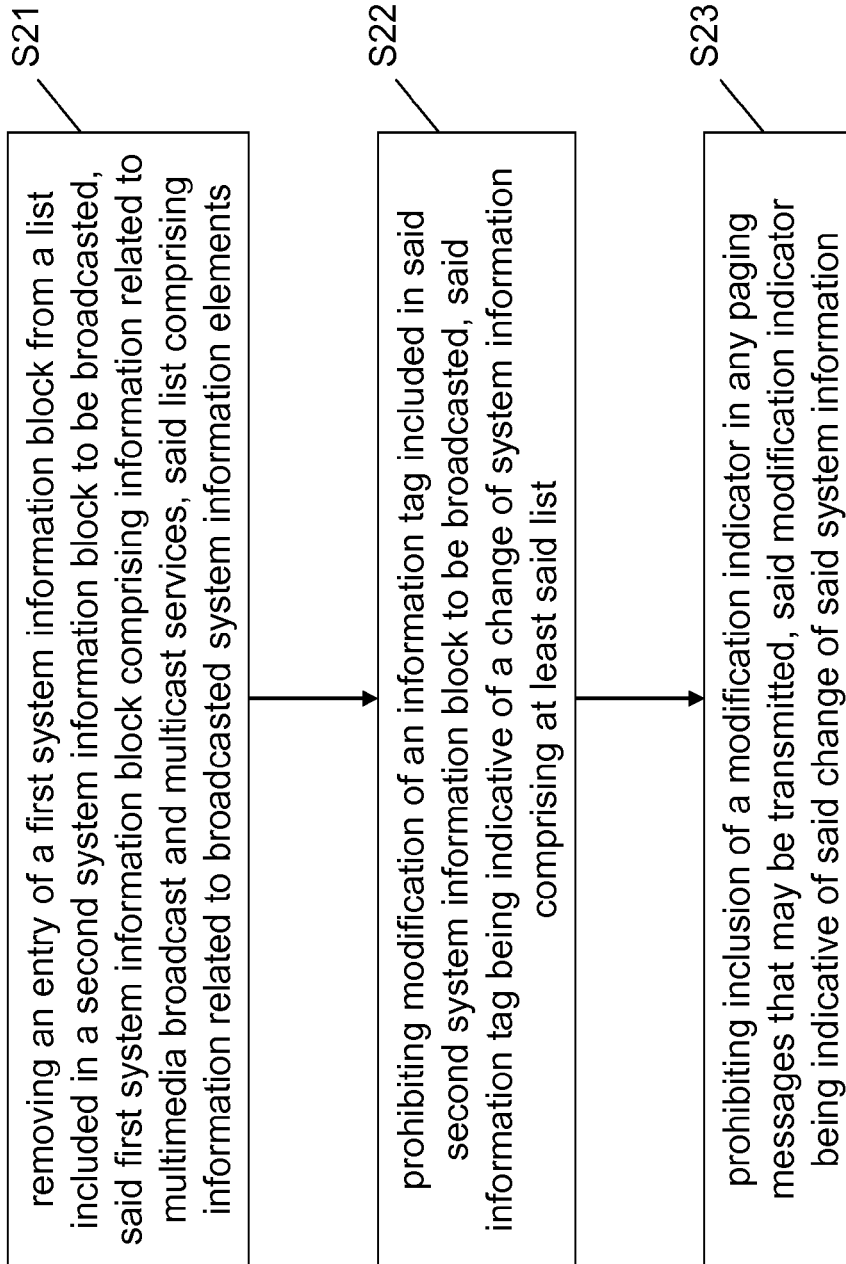 removing an entry of a first system information block from a list
included in a second system information block to be broadcasted,
said first system information block comprising information related to
multimedia broadcast and multicast services, said list comprising
information related to broadcasted system information elements
S21
prohibiting modification of an information tag included in said
second system information block to be broadcasted, said
information tag being indicative of a change of system information
comprising at least said list
S22
prohibiting inclusion of a modification indicator in any paging
messages that may be transmitted, said modification indicator
being indicative of said change of said system information
S23